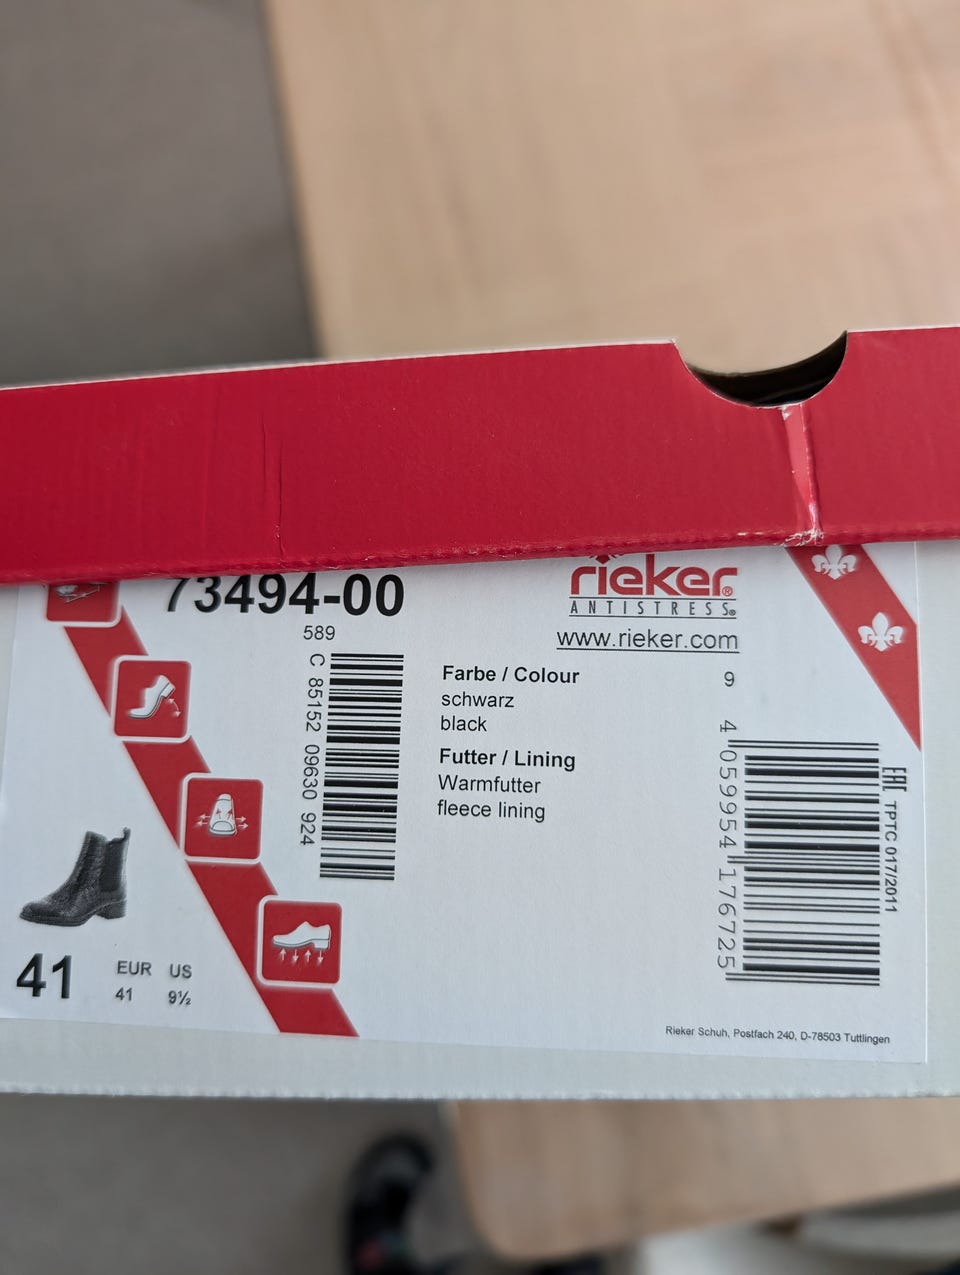 73494-00
589
C 85152 09630 924
rieker®
ANTISTRESS®
www.rieker.com
Farbe / Colour
schwarz
black
Futter / Lining
Warmfutter
fleece lining
9
4 059954 176725
EAC TPTC 017/2011
41
EUR US
41 9½
Rieker Schuh, Postfach 240, D-78503 Tuttlingen